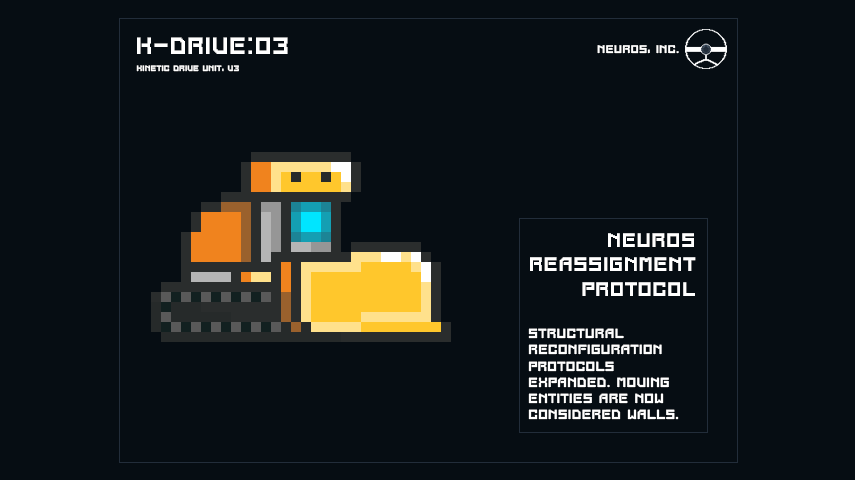 K-DRIVE:03
KINETIC DRIVE UNIT. V3
NEUROS, INC.
NEUROS
REASSIGNMENT
PROTOCOL
STRUCTURAL
RECONFIGURATION
PROTOCOLS
EXPANDED. MOVING
ENTITIES ARE NOW
CONSIDERED WALLS.